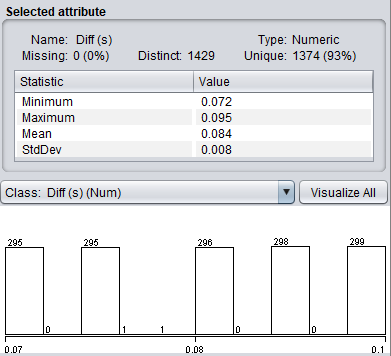 Selected attribute
Name: Diff (s) Type: Numeric
Missing: 0 (0%) Distinct: 1429 Unique: 1374 (93%)
Statistic Value
Minimum 0.072
Maximum 0.095
Mean 0.084
StdDev 0.008
Class: Diff (s) (Num) Visualize All
295 0 295 1 1 296 0 298 0 299
0.07 0.08 0.1